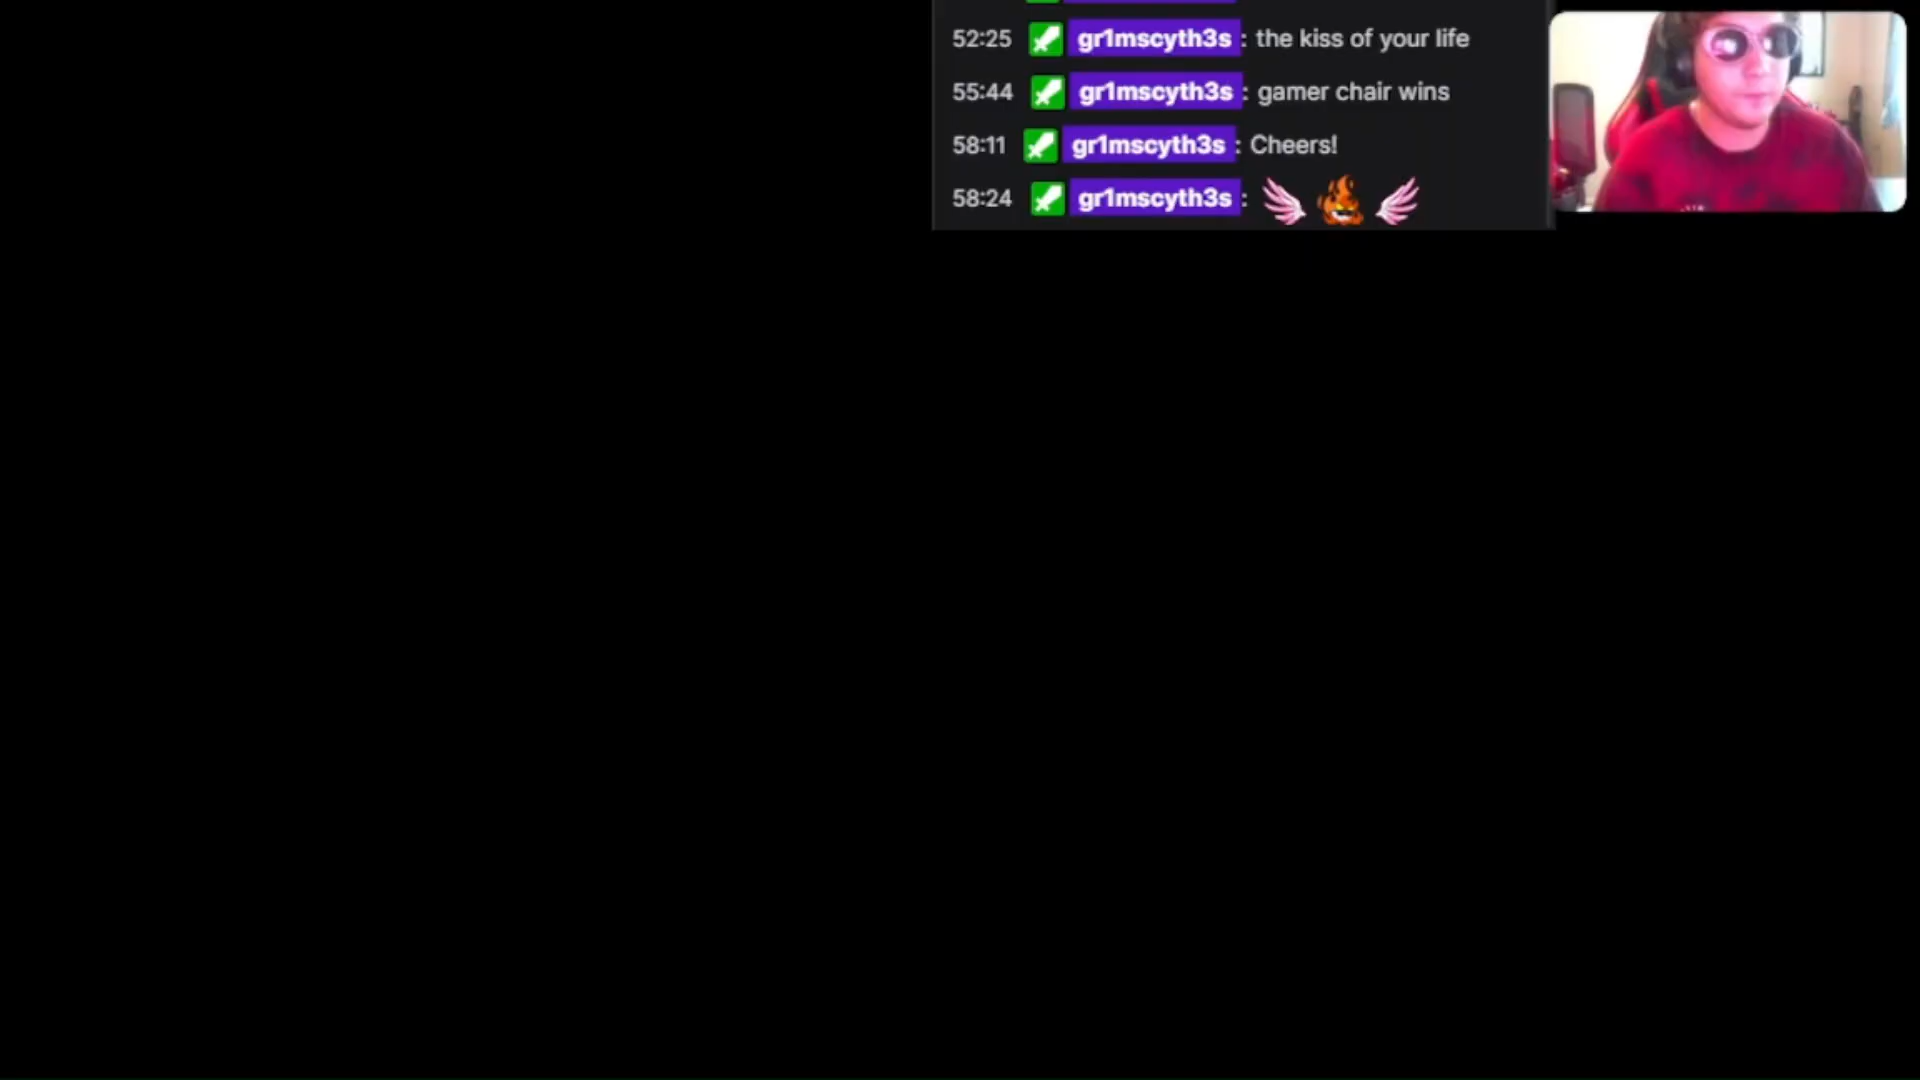 52:25 gr1mscyth3s: the kiss of your life
55:44 gr1mscyth3s: gamer chair wins
58:11 gr1mscyth3s: Cheers!
58:24 gr1mscyth3s: